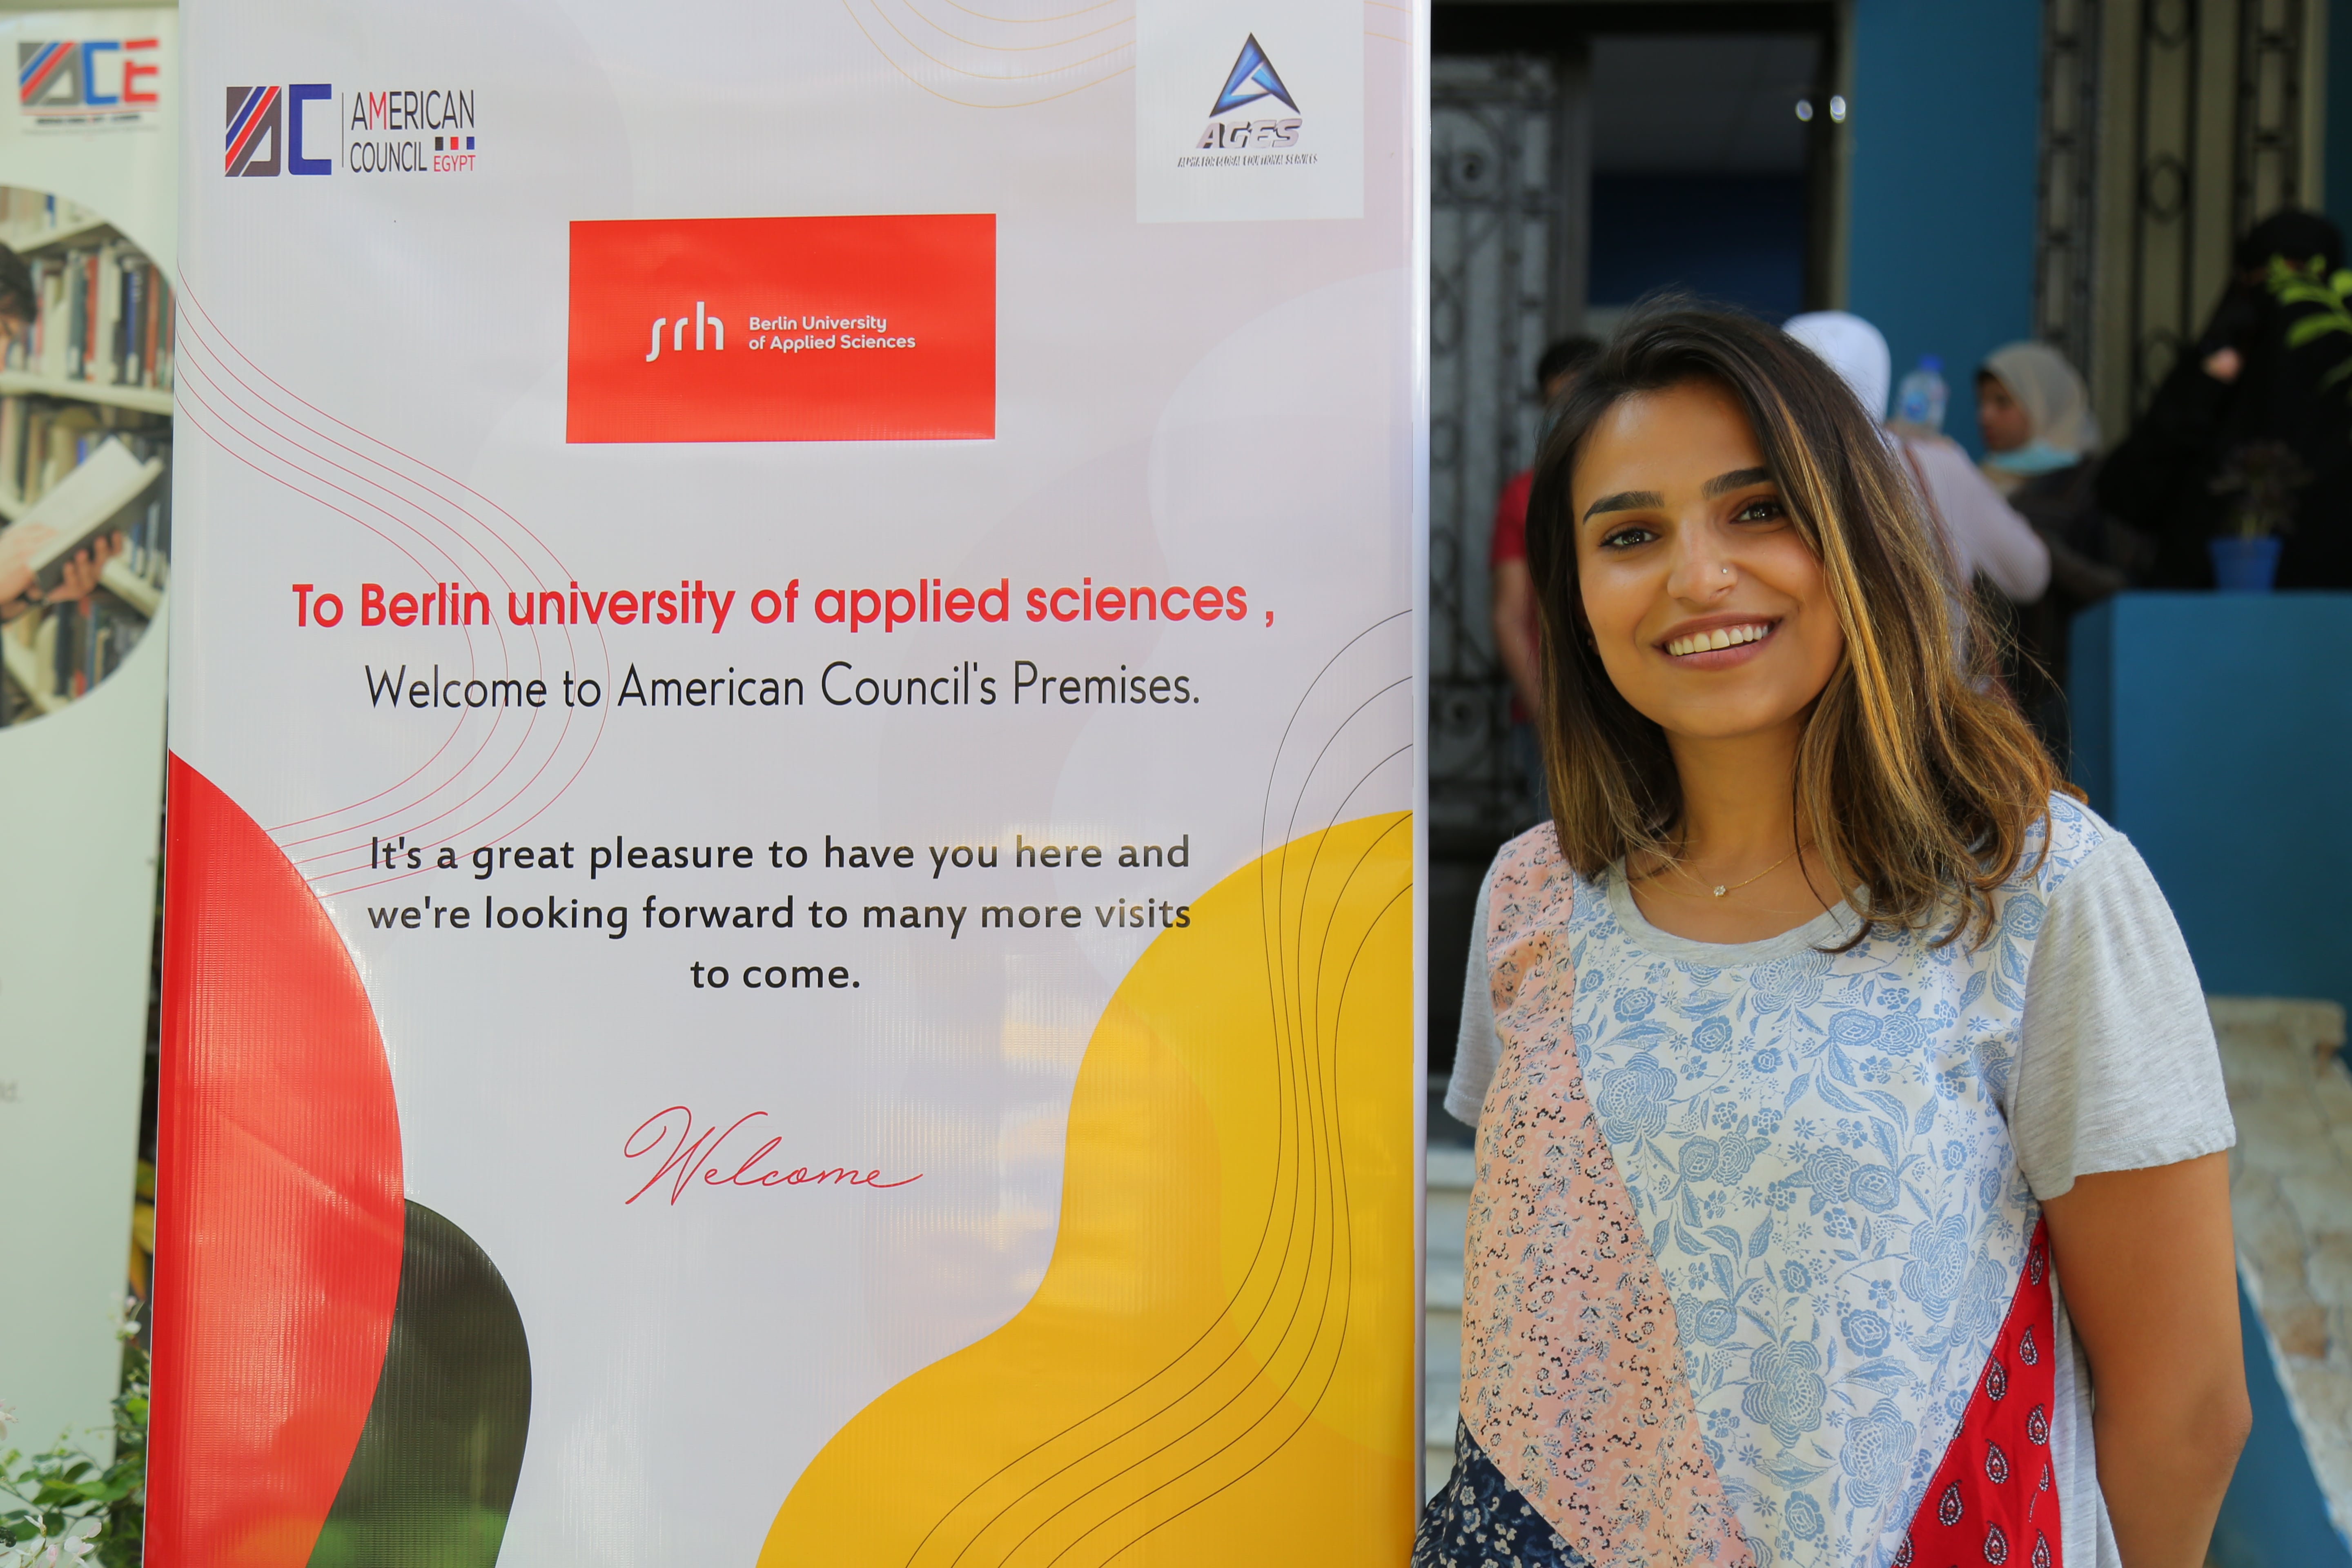 ACE
AC
AMERICAN
COUNCIL EGYPT
AGES
srh
Berlin University
of Applied Sciences
To Berlin university of applied sciences ,
Welcome to American Council's Premises.
It's a great pleasure to have you here and
we're looking forward to many more visits
to come.
Welcome